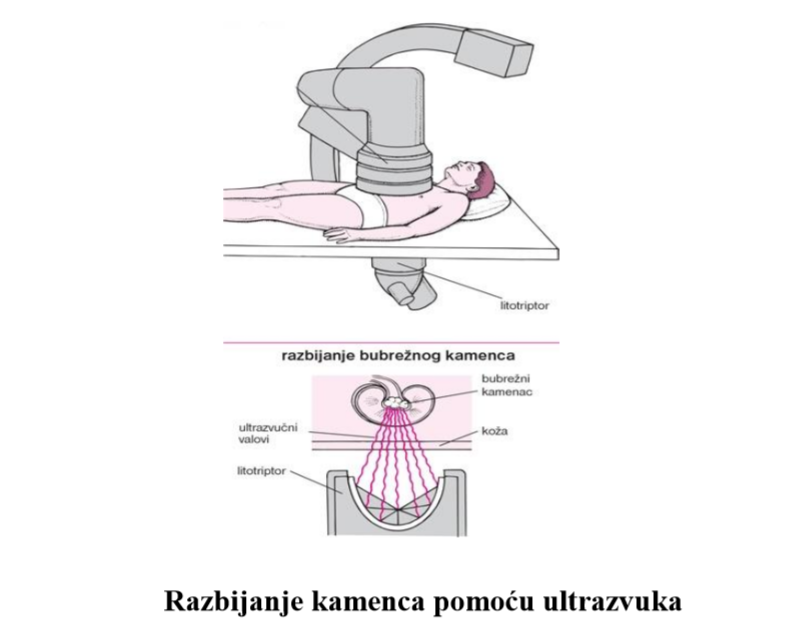 litotriptor
razbijanje bubrežnog kamenca
bubrežni
kamenac
ultrazvučni
valovi
koža
litotriptor
Razbijanje kamenca pomoću ultrazvuka